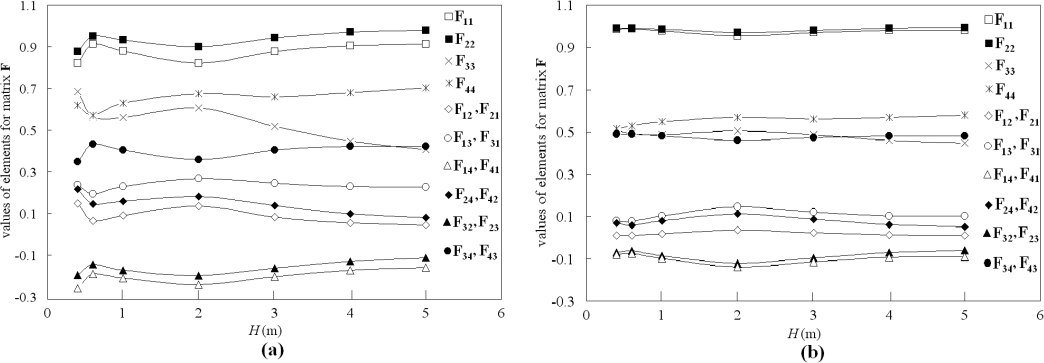 values of elements for matrix F
1.1
0.9
0.7
0.5
0.3
0.1
-0.1
-0.3
0 1 2 3 4 5 6
H(m)
(a)
F11
F22
F33
F44
F12,F21
F13,F31
F14,F41
F24,F42
F32,F23
F34,F43
values of elements for matrix F
1.1
0.9
0.7
0.5
0.3
0.1
-0.1
-0.3
0 1 2 3 4 5 6
H(m)
(b)
F11
F22
F33
F44
F12,F21
F13,F31
F14,F41
F24,F42
F32,F23
F34,F43